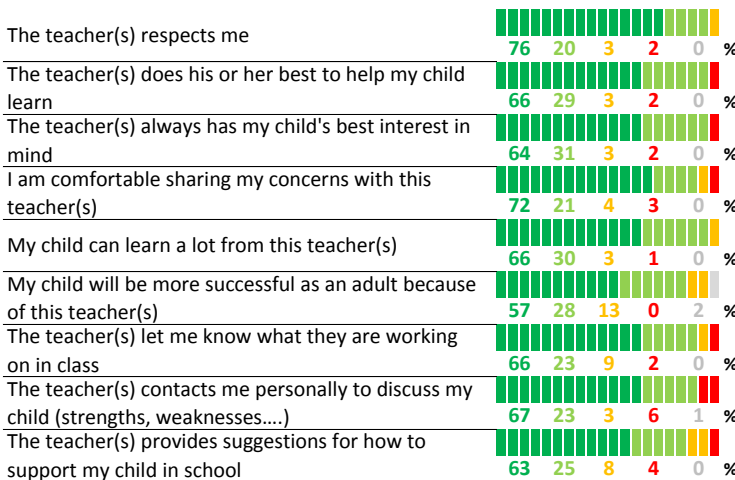 The teacher(s) respects me
76 20 3 2 0 %
The teacher(s) does his or her best to help my child
learn
66 29 3 2 0 %
The teacher(s) always has my child's best interest in
mind
64 31 3 2 0 %
I am comfortable sharing my concerns with this
teacher(s)
72 21 4 3 0 %
My child can learn a lot from this teacher(s)
66 30 3 1 0 %
My child will be more successful as an adult because
of this teacher(s)
57 28 13 0 2 %
The teacher(s) let me know what they are working
on in class
66 23 9 2 0 %
The teacher(s) contacts me personally to discuss my
child (strengths, weaknesses....)
67 23 3 6 1 %
The teacher(s) provides suggestions for how to
support my child in school
63 25 8 4 0 %